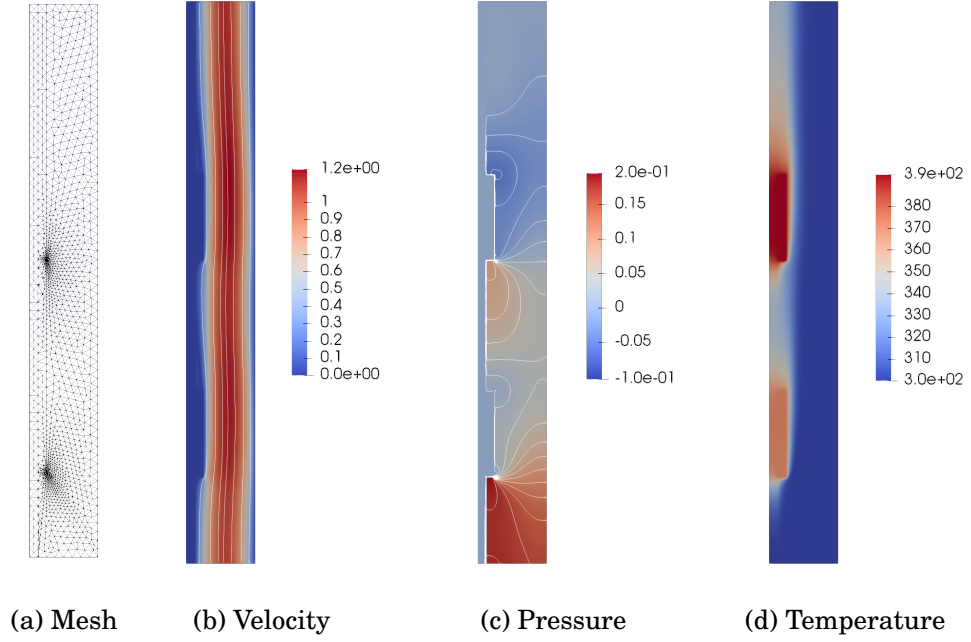 1.2e+00
1
0.9
0.8
0.7
0.6
0.5
0.4
0.3
0.2
0.1
0.0e+00
2.0e-01
0.15
0.1
0.05
0
-0.05
-1.0e-01
3.9e+02
380
370
360
350
340
330
320
310
3.0e+02
(a) Mesh
(b) Velocity
(c) Pressure
(d) Temperature